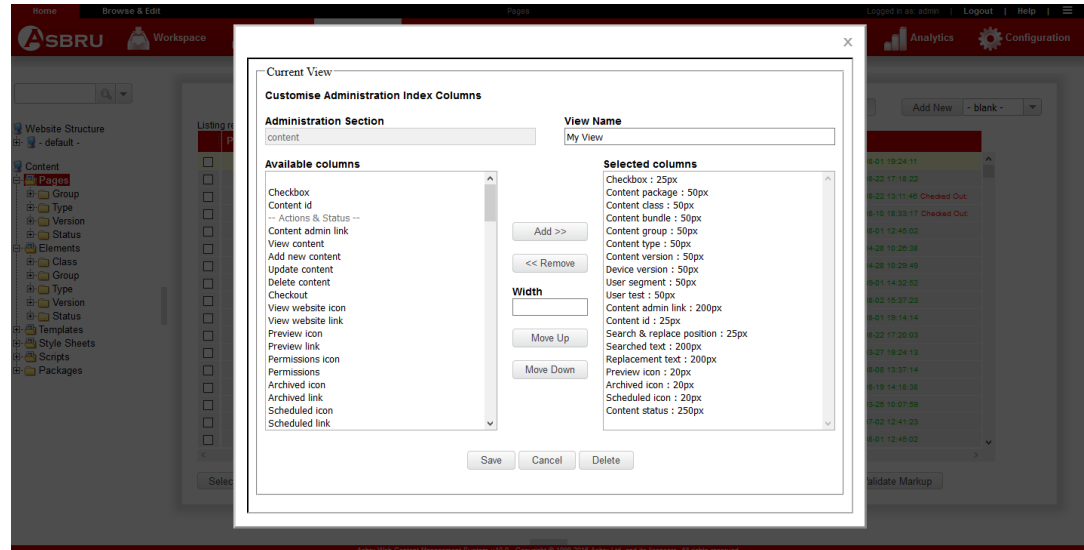 Home Browse & Edit Pages Logged in as: admin | Logout | Help |
ASBRU Workspace Analytics Configuration
x
Current View
Customise Administration Index Columns
Administration Section View Name
content My View
Available columns Selected columns
Checkbox
Content id
-- Actions & Status --
Content admin link
View content
Add new content
Update content
Delete content
Checkout
View website icon
View website link
Preview icon
Preview link
Permissions icon
Permissions
Archived icon
Archived link
Scheduled icon
Scheduled link
Add >>
<< Remove
Width
Move Up
Move Down
Checkbox : 25px
Content package : 50px
Content class : 50px
Content bundle : 50px
Content group : 50px
Content type : 50px
Content version : 50px
Device version : 50px
User segment : 50px
User test : 50px
Content admin link : 200px
Content id : 25px
Search & replace position : 25px
Searched text : 200px
Replacement text : 200px
Preview icon : 20px
Archived icon : 20px
Scheduled icon : 20px
Content status : 250px
Save Cancel Delete
Website Structure
- default -
Content
Pages
Group
Type
Version
Status
Elements
Class
Group
Type
Version
Status
Templates
Style Sheets
Scripts
Packages
Listing
Add New - blank -
Validate Markup